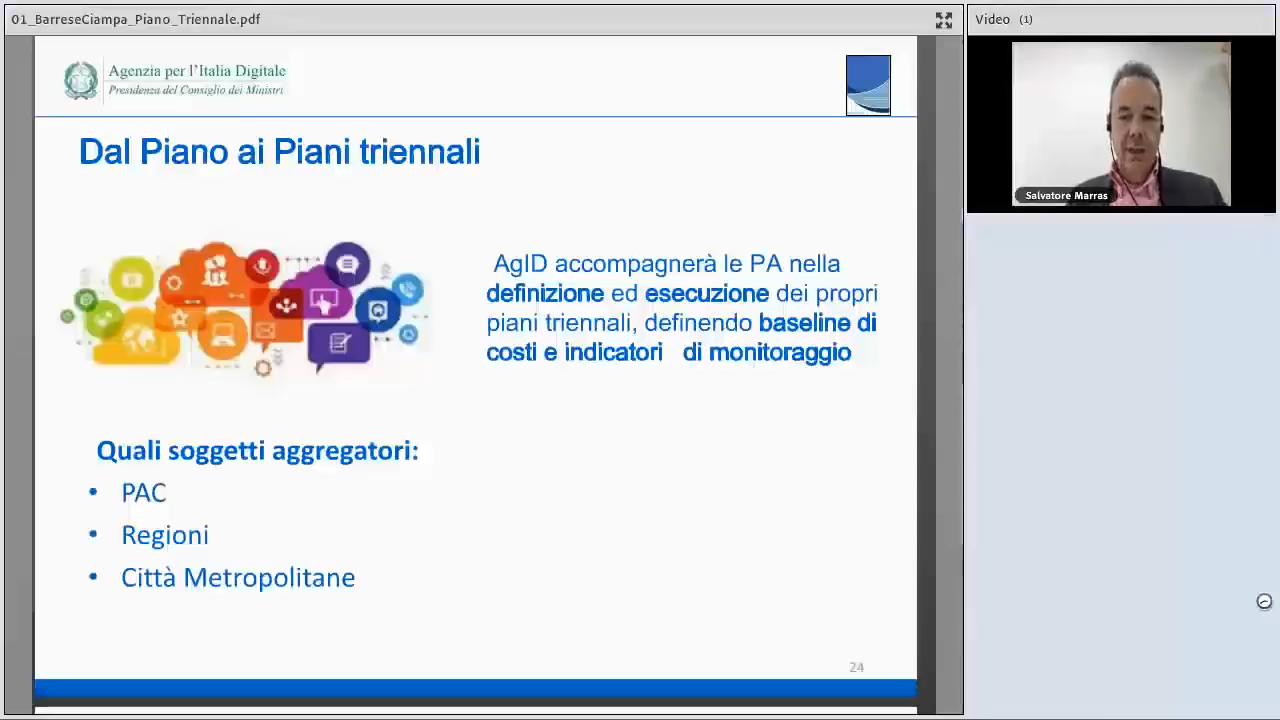 01_BarreseCiampa_Piano_Triennale.pdf
Video (1)
Agenzia per l'Italia Digitale
Presidenza del Consiglio dei Ministri
Salvatore Marras
Dal Piano ai Piani triennali
AgID accompagnerà le PA nella
definizione ed esecuzione dei propri
piani triennali, definendo baseline di
costi e indicatori di monitoraggio
Quali soggetti aggregatori:
• PAC
• Regioni
• Città Metropolitane
24